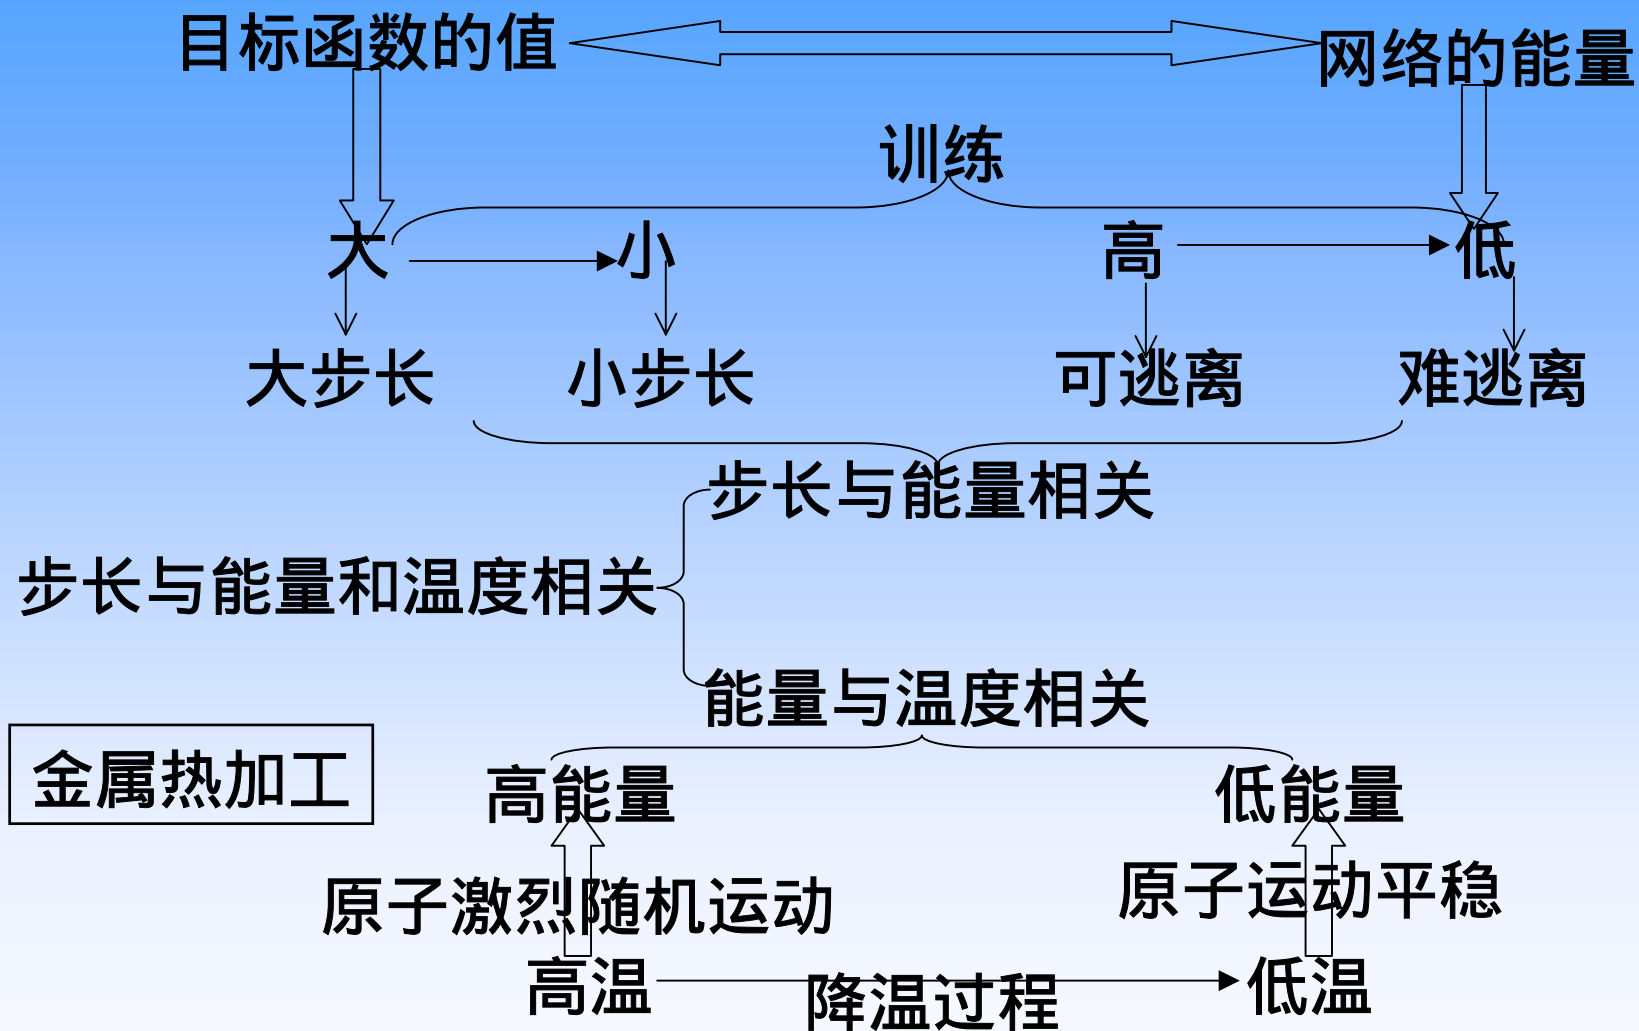 目标函数的值
网络的能量
训练
大
小
高
低
大步长
小步长
可逃离
难逃离
步长与能量相关
步长与能量和温度相关
能量与温度相关
金属热加工
高能量
低能量
原子激烈随机运动
原子运动平稳
高温
降温过程
低温